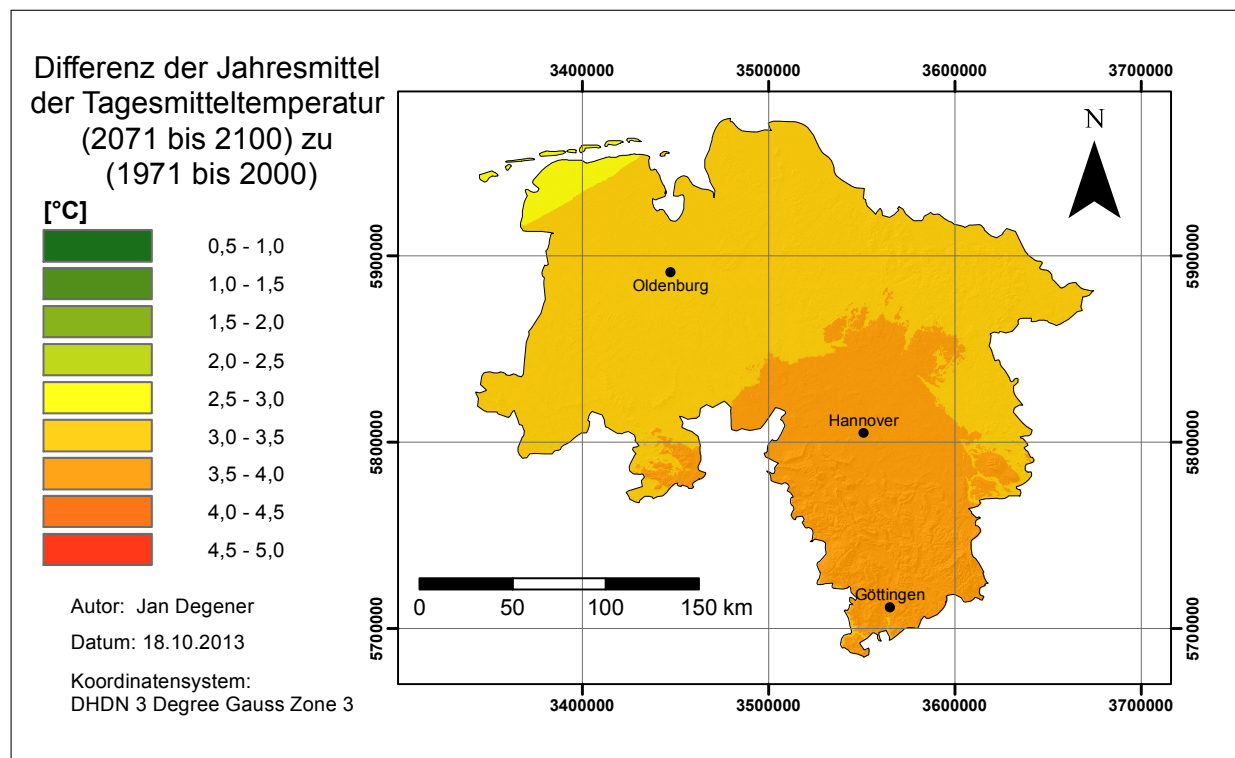 Differenz der Jahresmittel
der Tagesmitteltemperatur
(2071 bis 2100) zu
(1971 bis 2000)
[°C]
0,5 - 1,0
1,0 - 1,5
1,5 - 2,0
2,0 - 2,5
2,5 - 3,0
3,0 - 3,5
3,5 - 4,0
4,0 - 4,5
4,5 - 5,0
Autor: Jan Degener
Datum: 18.10.2013
Koordinatensystem:
DHDN 3 Degree Gauss Zone 3
3400000 3500000 3600000 3700000
N
5900000 5900000
Oldenburg
Hannover
5800000 5800000
0 50 100 150 km
Göttingen
5700000 5700000
3400000 3500000 3600000 3700000